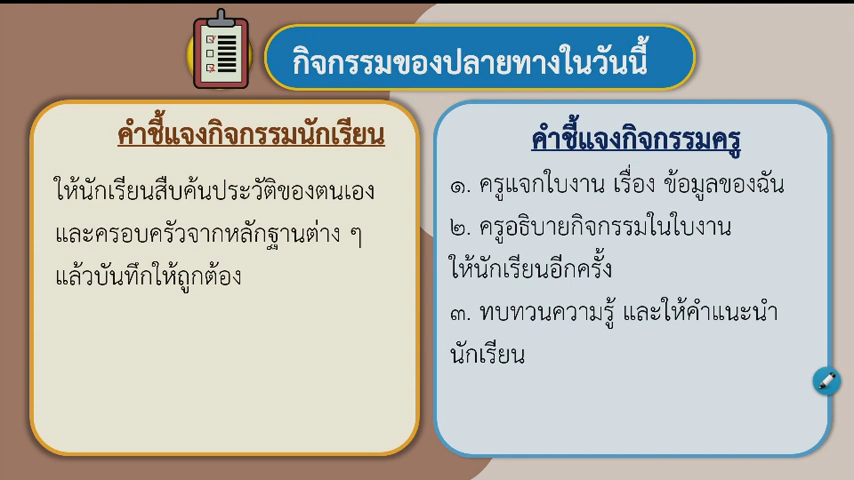 กิจกรรมของปลายทางในวันนี้
คำชี้แจงกิจกรรมนักเรียน
ให้นักเรียนสืบค้นประวัติของตนเอง
และครอบครัวจากหลักฐานต่าง ๆ
แล้วบันทึกให้ถูกต้อง
คำชี้แจงกิจกรรมครู
๑. ครูแจกใบงาน เรื่อง ข้อมูลของฉัน
๒. ครูอธิบายกิจกรรมในใบงาน
ให้นักเรียนอีกครั้ง
๓. ทบทวนความรู้ และให้คำแนะนำ
นักเรียน